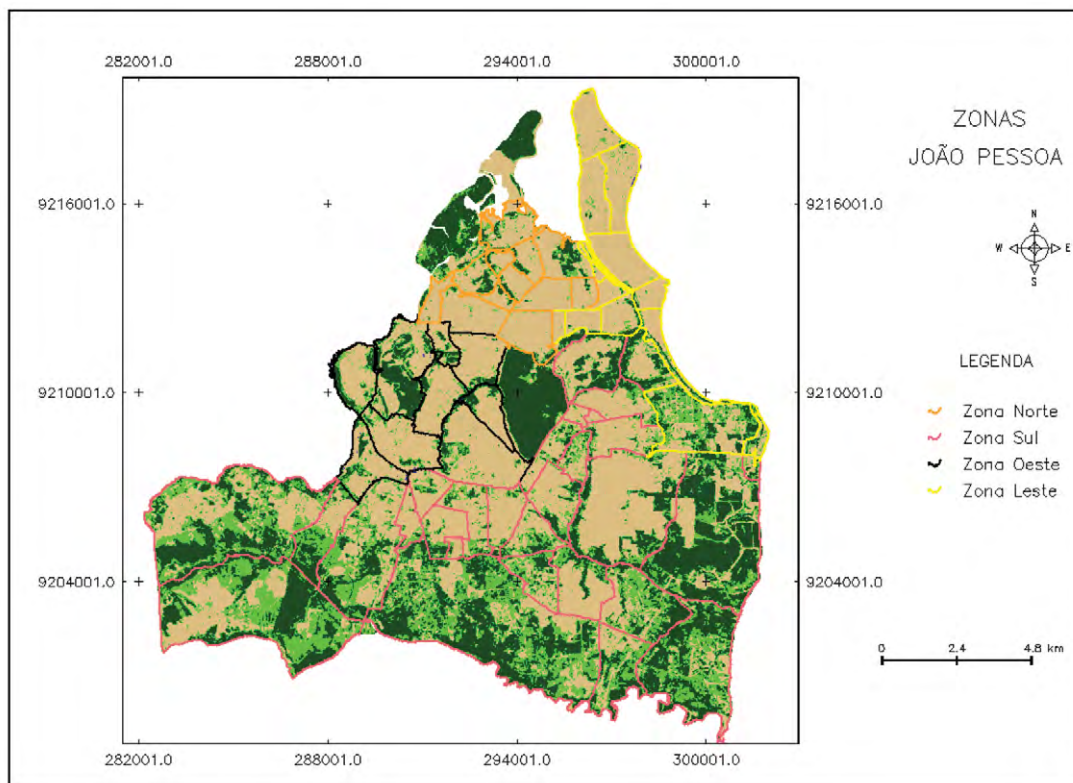 282001.0 288001.0 294001.0 300001.0
ZONAS
JOÃO PESSOA
9216001.0 9216001.0
N
W E
S
LEGENDA
9210001.0 9210001.0
Zona Norte
Zona Sul
Zona Oeste
Zona Leste
9204001.0 9204001.0
0 2.4 4.8 km
282001.0 288001.0 294001.0 300001.0